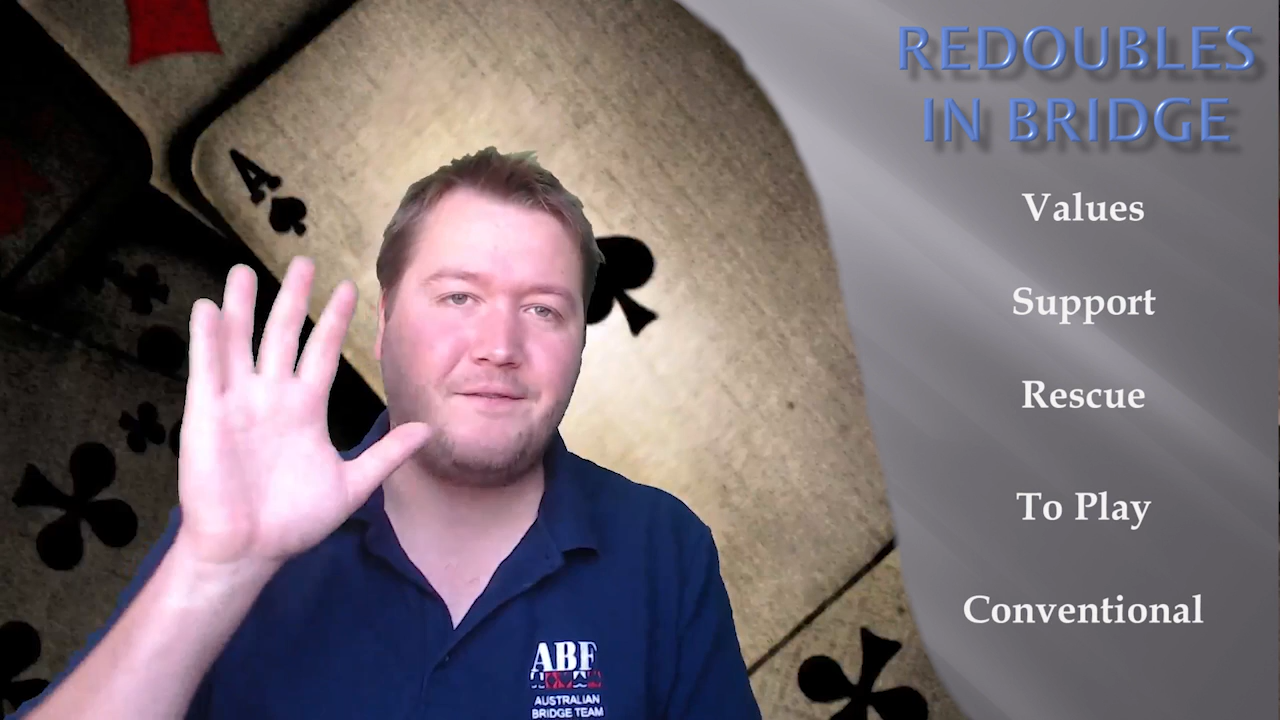 REDOUBLES
IN BRIDGE
Values
Support
Rescue
To Play
Conventional
A
ABF
AUSTRALIAN
BRIDGE TEAM